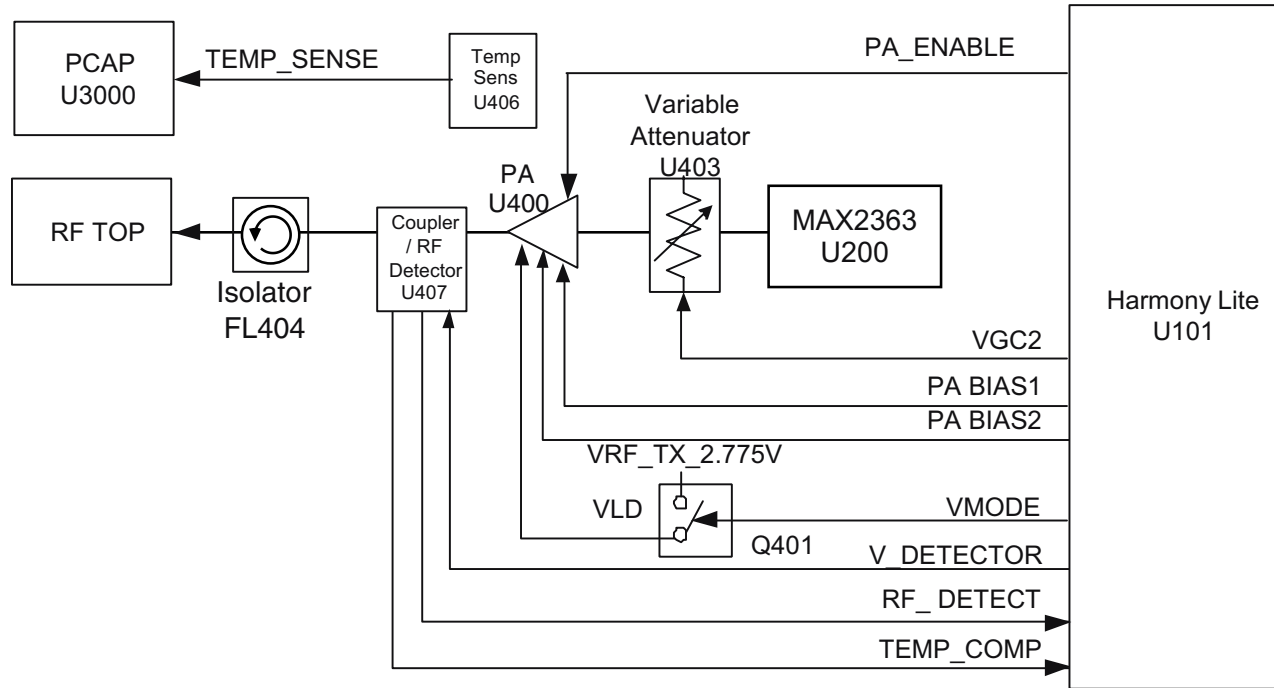 PCAP
U3000
TEMP_SENSE
Temp
Sens
U406
PA_ENABLE
Variable
Attenuator
U403
PA
U400
RF TOP
Isolator
FL404
Coupler
/ RF
Detector
U407
MAX2363
U200
Harmony Lite
U101
VGC2
PA BIAS1
PA BIAS2
VRF_TX_2.775V
VLD
VMODE
Q401
V_DETECTOR
RF_ DETECT
TEMP_COMP